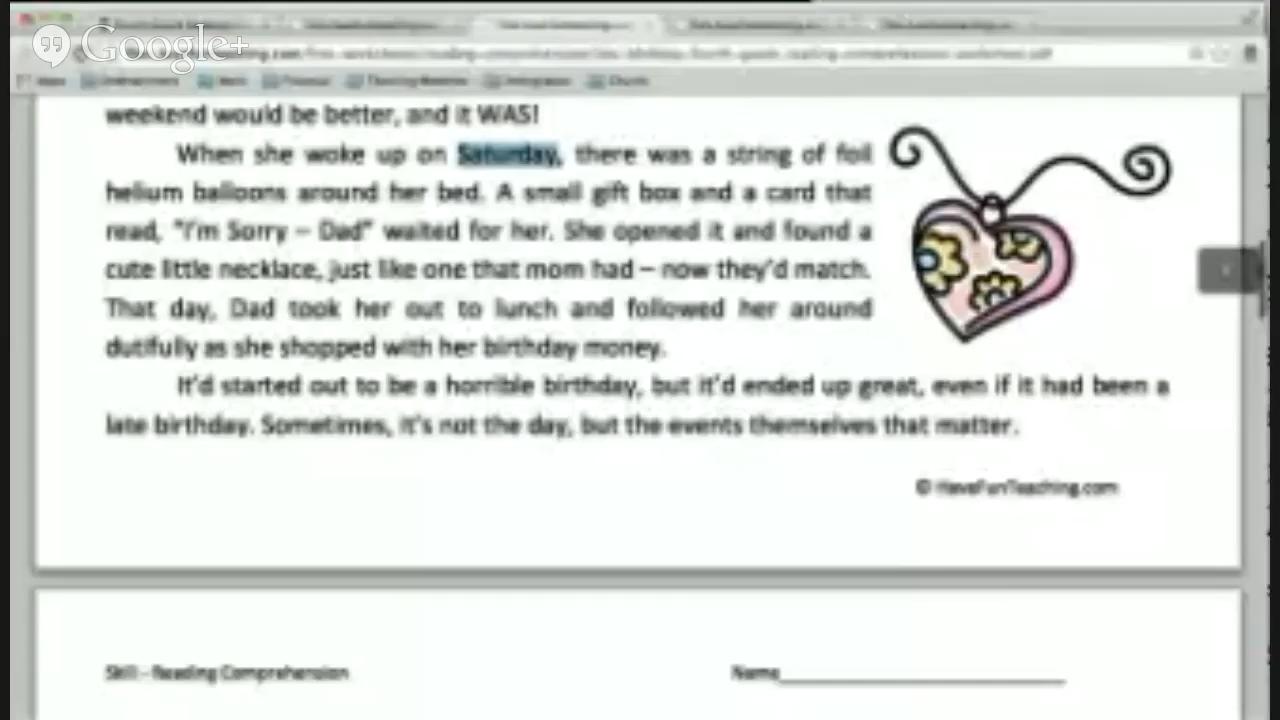 Google+
weekend would be better, and it WAS!
When she woke up on Saturday, there was a string of foil
helium balloons around her bed. A small gift box and a card that
read, "I'm Sorry – Dad" waited for her. She opened it and found a
cute little necklace, just like one that mom had – now they'd match.
That day, Dad took her out to lunch and followed her around
dutifully as she shopped with her birthday money.
It'd started out to be a horrible birthday, but it'd ended up great, even if it had been a
late birthday. Sometimes, it's not the day, but the events themselves that matter.
© HaveFunTeaching.com
Skill - Reading Comprehension
Name